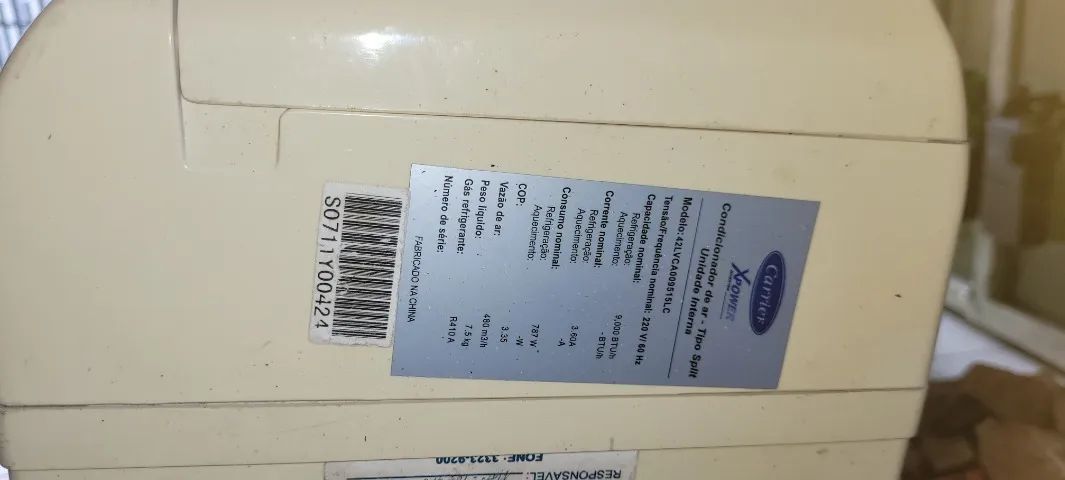 Carrier
XPOWER
Condicionador de ar - Tipo Split
Unidade Interna
Modelo: 42LVCA009515LC
Tensão/Frequência nominal: 220 V/ 60 Hz
Capacidade nominal:
Refrigeração: 9.000 BTU/h
Aquecimento: - BTU/h
Corrente nominal:
Refrigeração: 3.60A
Aquecimento: -A
Consumo nominal:
Refrigeração: 787 W
Aquecimento: -W
COP: 3.35
Vazão de ar: 480 m3/h
Peso líquido: 7.5 kg
Gás refrigerante: R410A
Número de série:
FABRICADO NA CHINA
S0711Y00424
RESPONSÁVEL:
FONE: 3323-9200